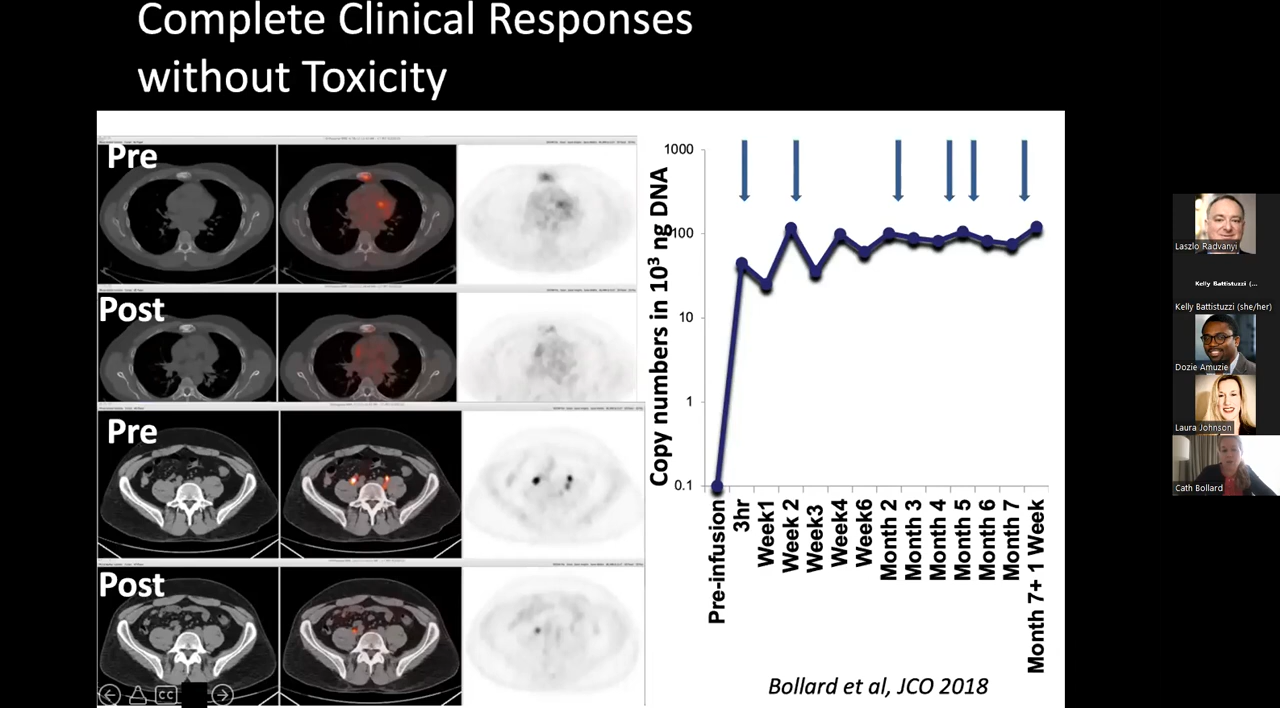 Complete Clinical Responses
without Toxicity
Pre
Post
Pre
Post
Copy numbers in 10³ ng DNA
1000
100
10
1
0.1
Pre-infusion
3hr
Week1
Week 2
Week3
Week4
Week6
Month 2
Month 3
Month 4
Month 5
Month 6
Month 7
Month 7+ 1 Week
Bollard et al, JCO 2018
CC
Laszlo Radvanyi
Kelly Battistuzzi (...
Kelly Battistuzzi (she/her)
Dozie Amuzie
Laura Johnson
Cath Bollard